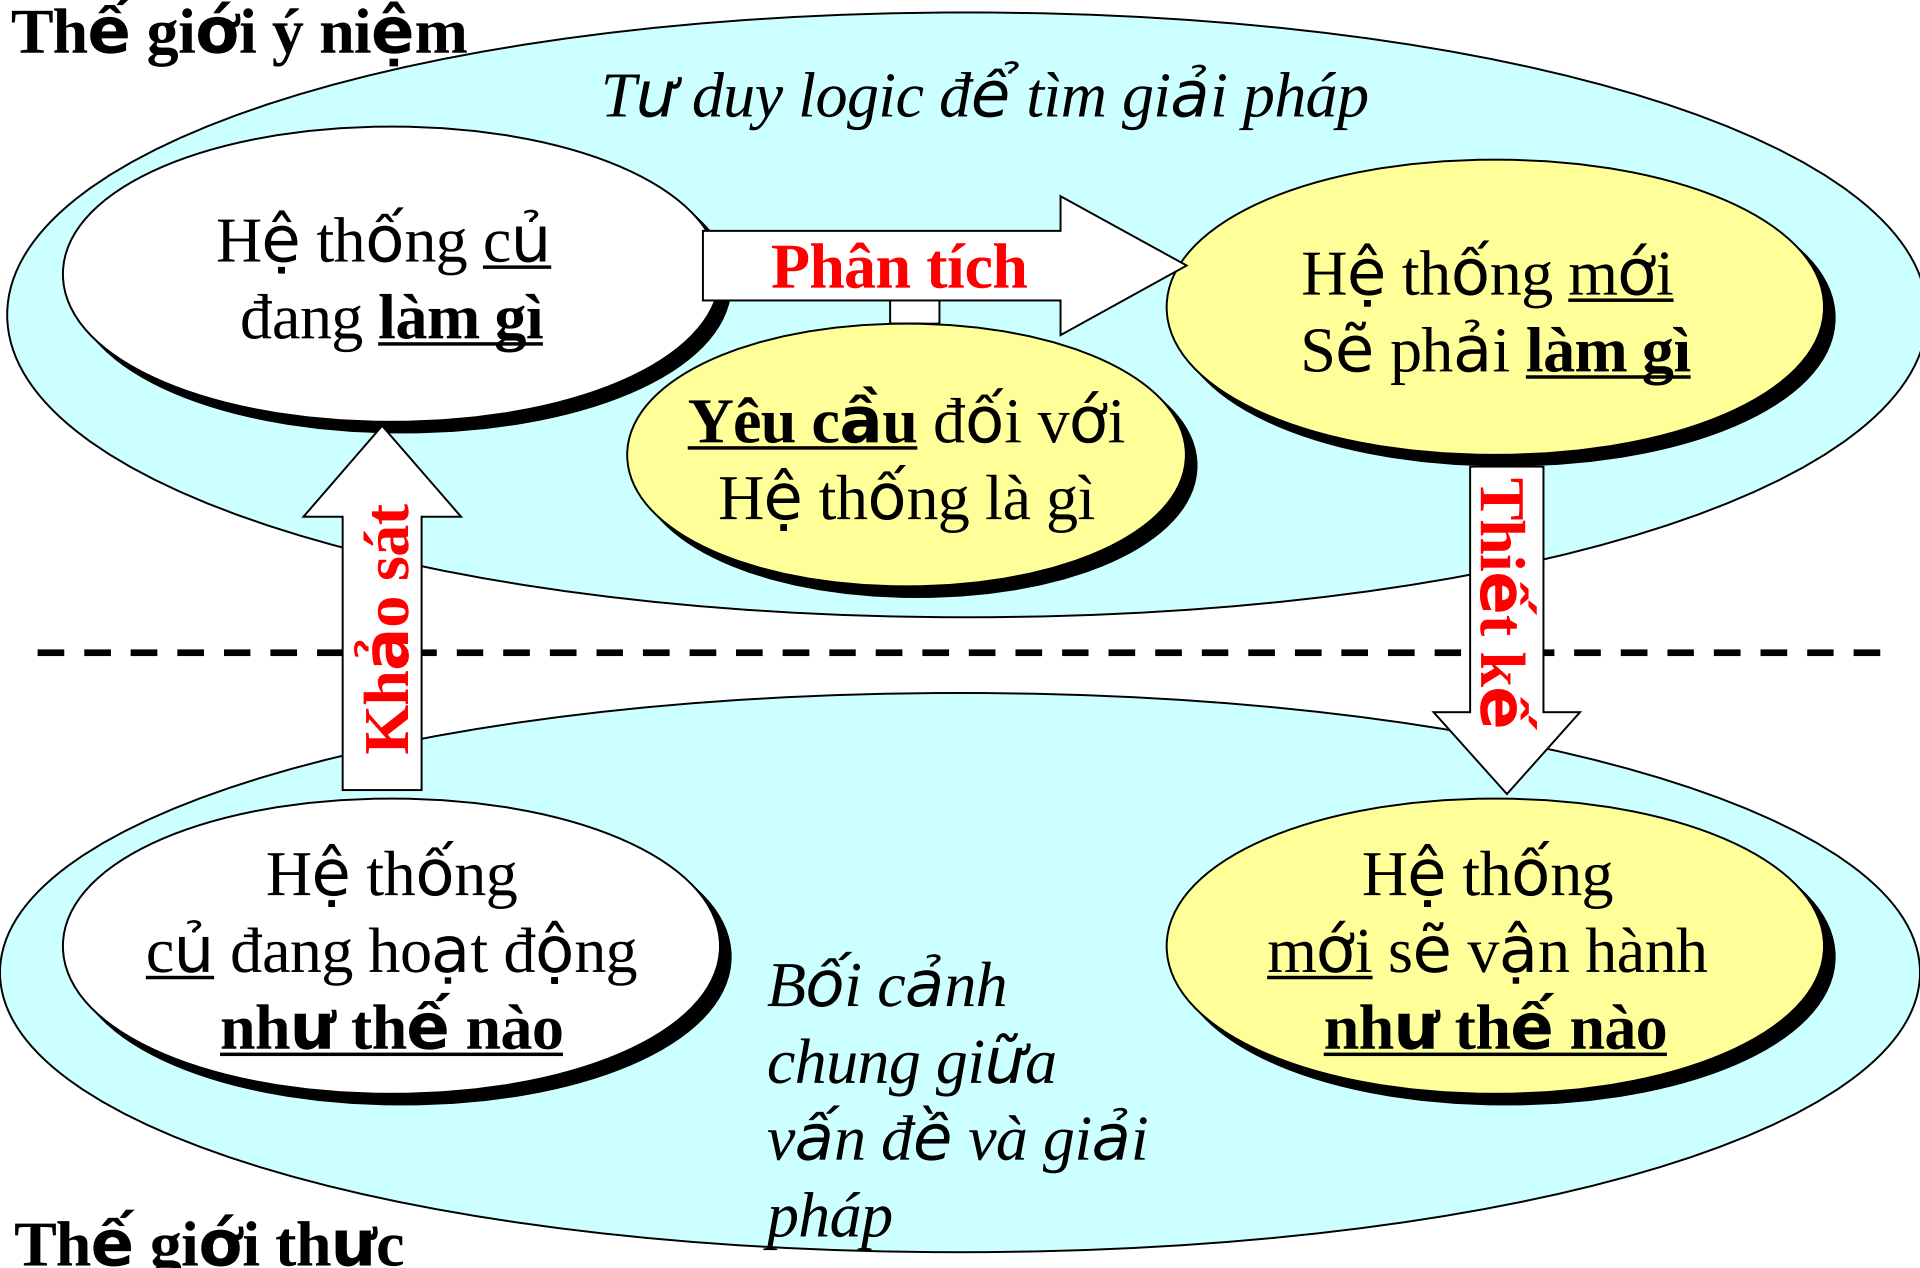 Thế giới ý niệm
Tư duy logic để tìm giải pháp
Hệ thống củ
đang làm gì
Phân tích
Hệ thống mới
Sẽ phải làm gì
Yêu cầu đối với
Hệ thống là gì
Khảo sát
Thiết kế
Hệ thống
củ đang hoạt động
như thế nào
Bối cảnh
chung giữa
vấn đề và giải
pháp
Hệ thống
mới sẽ vận hành
như thế nào
Thế giới thực